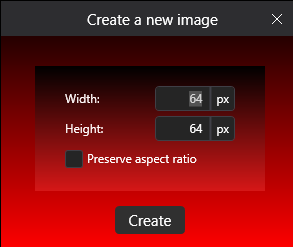 Create a new image
Width: 64 px
Height: 64 px
Preserve aspect ratio
Create